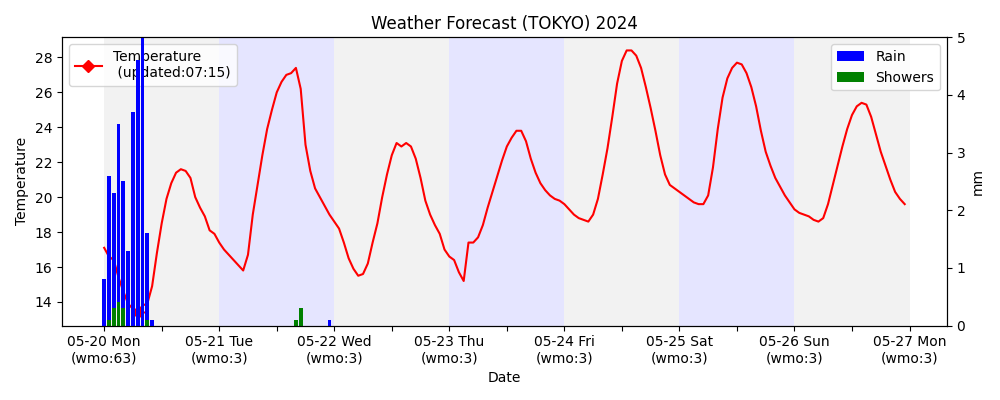 Weather Forecast (TOKYO) 2024
Temperature
(updated:07:15)
Rain
Showers
28
26
24
22
20
18
16
14
Temperature
5
4
3
2
1
0
mm
05-20 Mon
(wmo:63)
05-21 Tue
(wmo:3)
05-22 Wed
(wmo:3)
05-23 Thu
(wmo:3)
05-24 Fri
(wmo:3)
05-25 Sat
(wmo:3)
05-26 Sun
(wmo:3)
05-27 Mon
(wmo:3)
Date